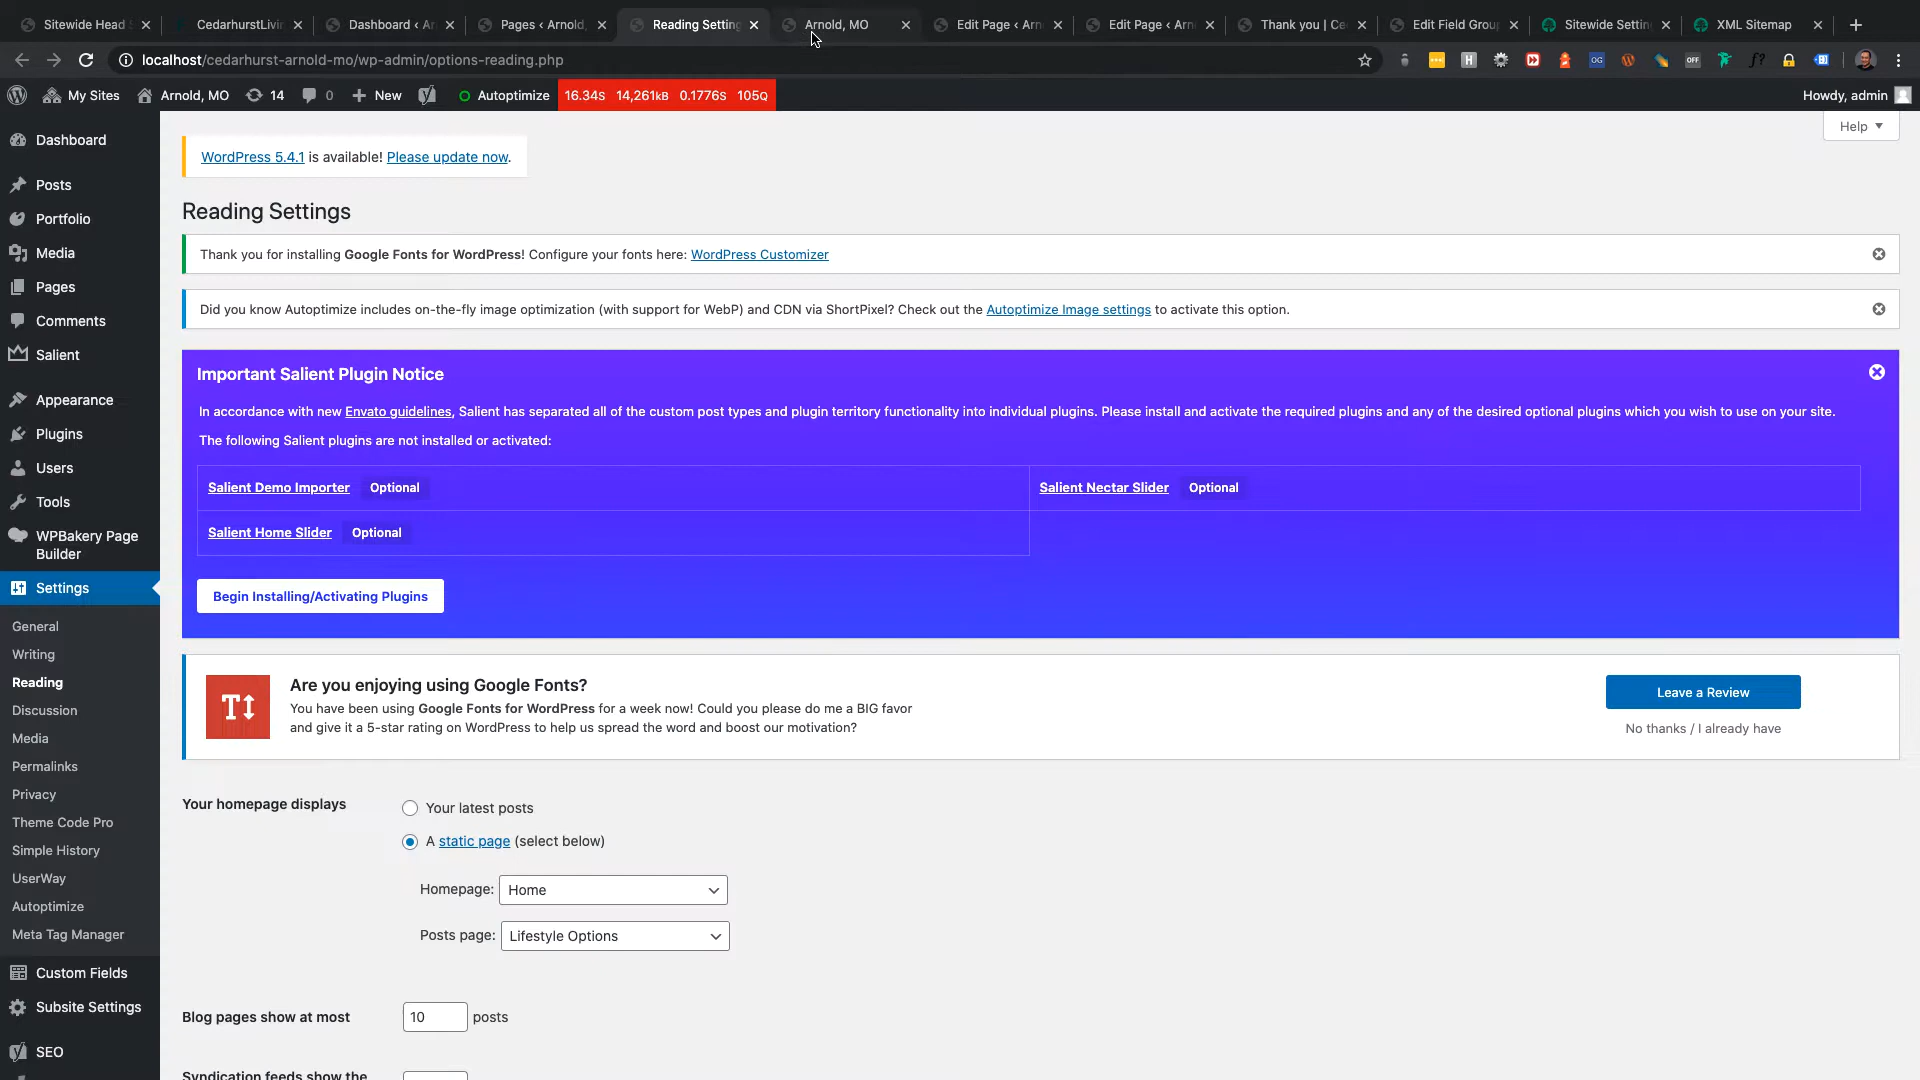 Sitewide Head S
CedarhurstLivin
Dashboard ‹ Ar
Pages ‹ Arnold,
Reading Setting
Arnold, MO
Edit Page ‹ Arn
Edit Page ‹ Arn
Thank you | Ce
Edit Field Grou
Sitewide Settin
XML Sitemap
localhost/cedarhurst-arnold-mo/wp-admin/options-reading.php
My Sites
Arnold, MO
14
0
New
Autoptimize
16.34S 14,261KB 0.1776S 105Q
Howdy, admin
Help
Dashboard
Posts
Portfolio
Media
Pages
Comments
Salient
Appearance
Plugins
Users
Tools
WPBakery Page
Builder
Settings
General
Writing
Reading
Discussion
Media
Permalinks
Privacy
Theme Code Pro
Simple History
UserWay
Autoptimize
Meta Tag Manager
Custom Fields
Subsite Settings
SEO
WordPress 5.4.1 is available! Please update now.
Reading Settings
Thank you for installing Google Fonts for WordPress! Configure your fonts here: WordPress Customizer
Did you know Autoptimize includes on-the-fly image optimization (with support for WebP) and CDN via ShortPixel? Check out the Autoptimize Image settings to activate this option.
Important Salient Plugin Notice
In accordance with new Envato guidelines, Salient has separated all of the custom post types and plugin territory functionality into individual plugins. Please install and activate the required plugins and any of the desired optional plugins which you wish to use on your site.
The following Salient plugins are not installed or activated:
Salient Demo Importer Optional
Salient Nectar Slider Optional
Salient Home Slider Optional
Begin Installing/Activating Plugins
Are you enjoying using Google Fonts?
You have been using Google Fonts for WordPress for a week now! Could you please do me a BIG favor
and give it a 5-star rating on WordPress to help us spread the word and boost our motivation?
Leave a Review
No thanks / I already have
Your homepage displays
Your latest posts
A static page (select below)
Homepage: Home
Posts page: Lifestyle Options
Blog pages show at most 10 posts
Syndication feeds show the